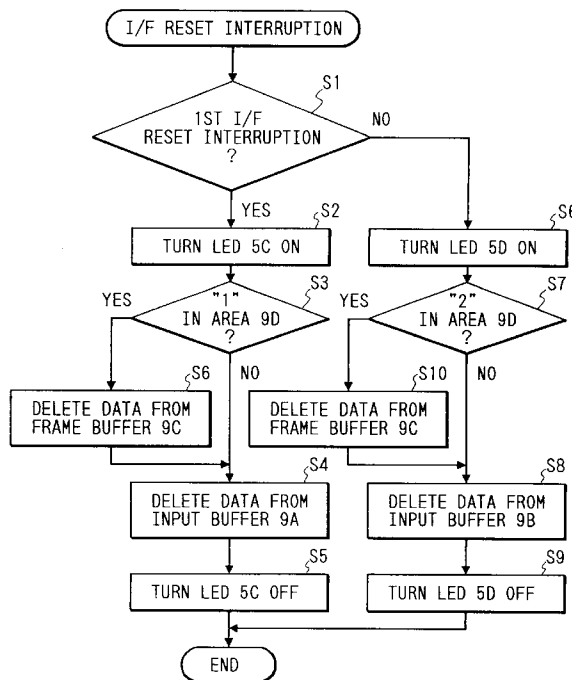 I/F RESET INTERRUPTION
S1
1ST I/F
RESET INTERRUPTION
?
NO
YES
S2
TURN LED 5C ON
S6
TURN LED 5D ON
S3
"1"
IN AREA 9D
?
YES
NO
S7
"2"
IN AREA 9D
?
YES
NO
S6
DELETE DATA FROM
FRAME BUFFER 9C
S10
DELETE DATA FROM
FRAME BUFFER 9C
S4
DELETE DATA FROM
INPUT BUFFER 9A
S8
DELETE DATA FROM
INPUT BUFFER 9B
S5
TURN LED 5C OFF
S9
TURN LED 5D OFF
END